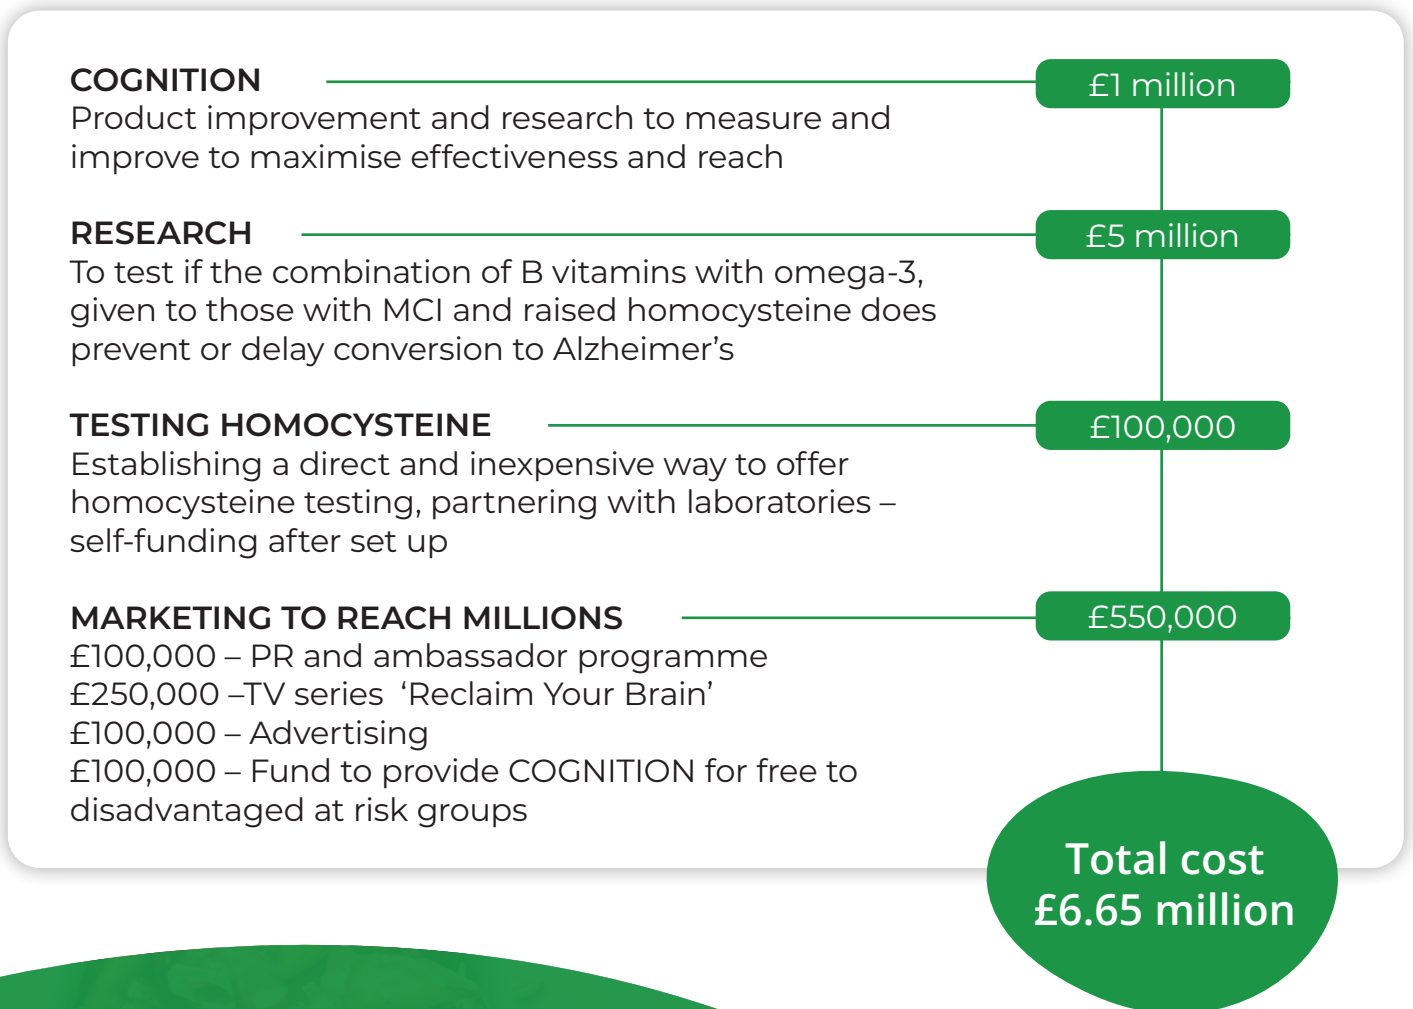 COGNITION
£1 million
Product improvement and research to measure and
improve to maximise effectiveness and reach
RESEARCH
£5 million
To test if the combination of B vitamins with omega-3,
given to those with MCI and raised homocysteine does
prevent or delay conversion to Alzheimer’s
TESTING HOMOCYSTEINE
£100,000
Establishing a direct and inexpensive way to offer
homocysteine testing, partnering with laboratories –
self-funding after set up
MARKETING TO REACH MILLIONS
£550,000
£100,000 – PR and ambassador programme
£250,000 –TV series  ‘Reclaim Your Brain’
£100,000 – Advertising
£100,000 – Fund to provide COGNITION for free to
disadvantaged at risk groups
Total cost
£6.65 million